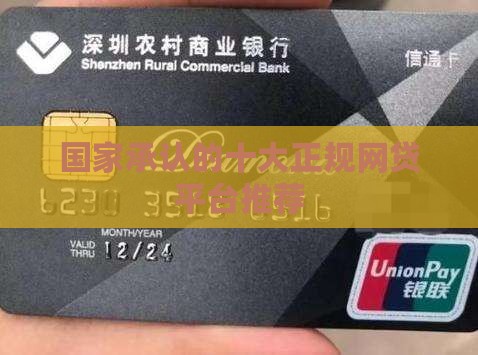 深圳农村商业银行
Shenzhen Rural Commercial Bank
信通卡
国家承认的十大正规网贷
平台推荐
MONTH/YEAR
VALID
THRU
12/24
UnionPay
银联